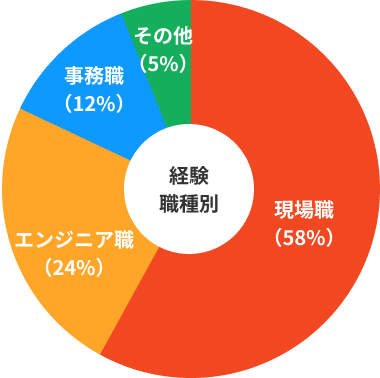 その他
（5%）
事務職
（12%）
経験
職種別
現場職
（58%）
エンジニア職
（24%）